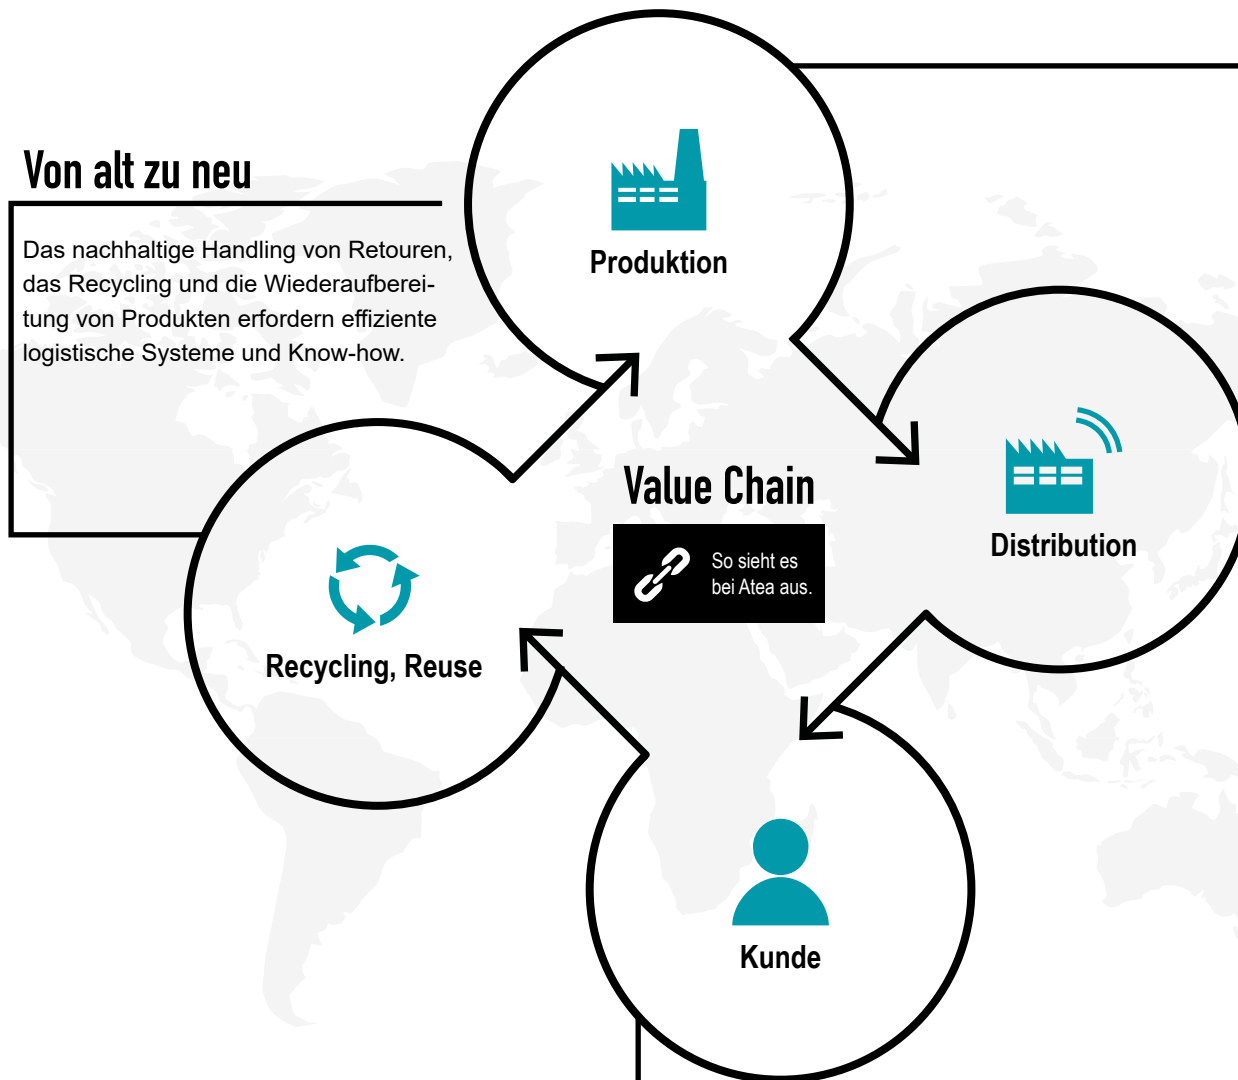 Von alt zu neu
Das nachhaltige Handling von Retouren,
das Recycling und die Wiederaufberei-
tung von Produkten erfordern effiziente
logistische Systeme und Know-how.
Produktion
Distribution
Value Chain
So sieht es
bei Atea aus.
Recycling, Reuse
Kunde